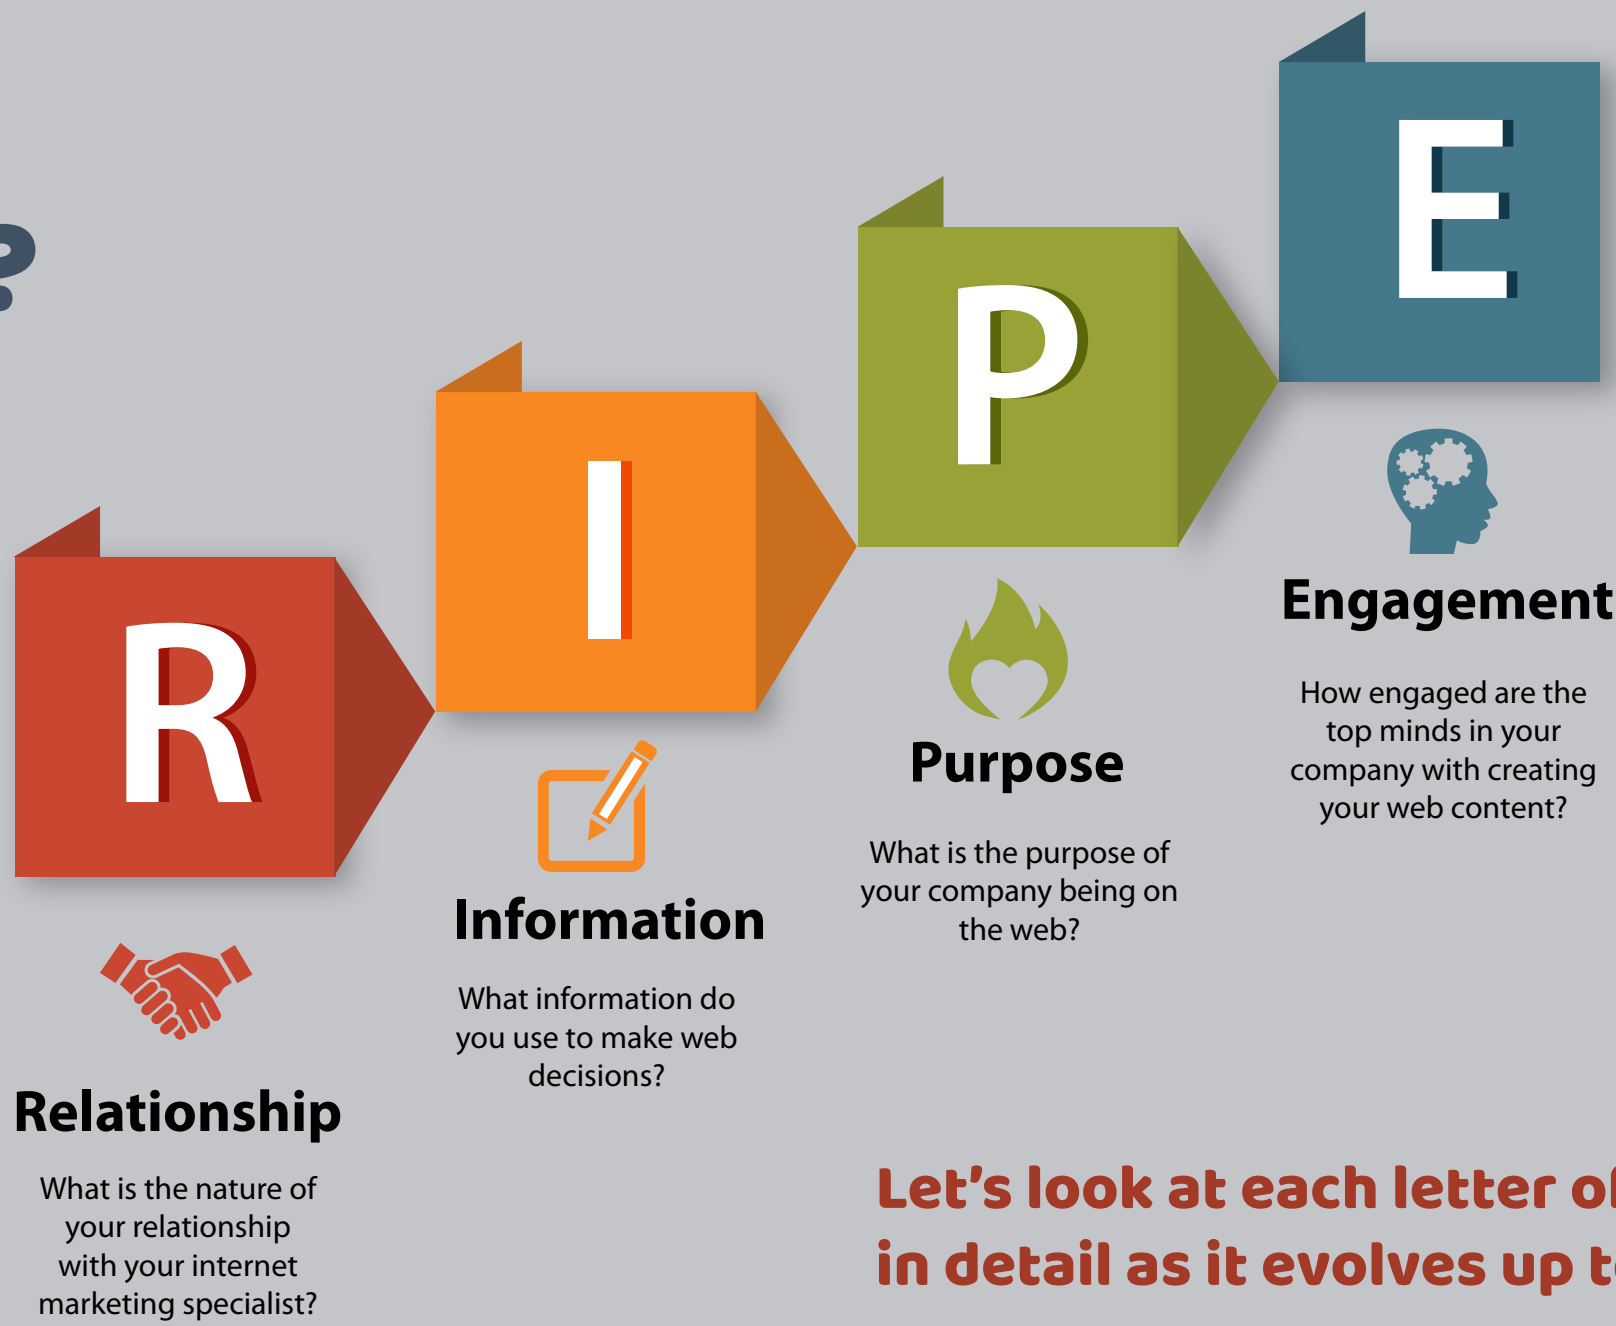 ?
R
Relationship
What is the nature of
your relationship
with your internet
marketing specialist?
I
Information
What information do
you use to make web
decisions?
P
Purpose
What is the purpose of
your company being on
the web?
E
Engagement
How engaged are the
top minds in your
company with creating
your web content?
Let’s look at each letter of
in detail as it evolves up to